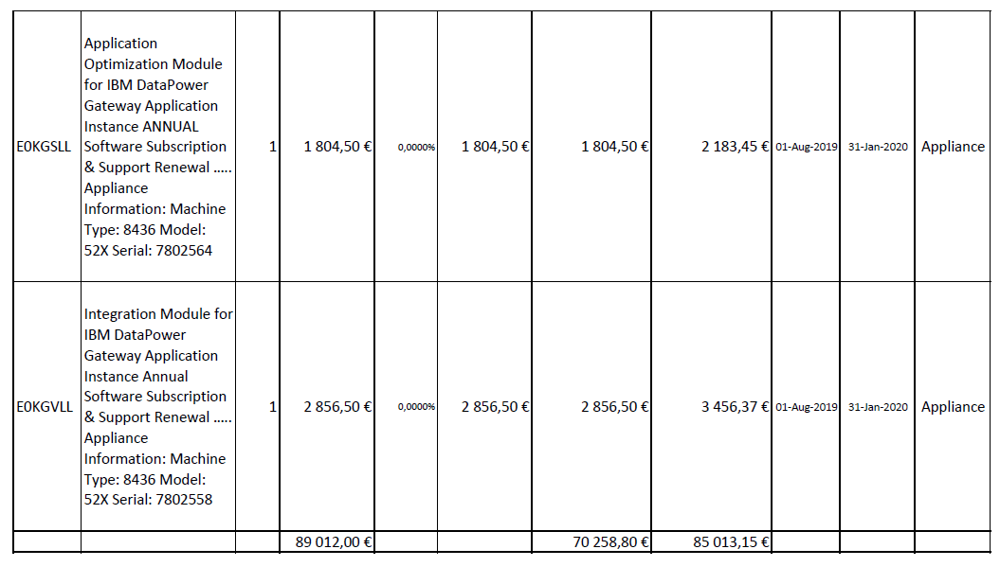 Application
Optimization Module
for IBM DataPower
Gateway Application
Instance ANNUAL
E0KGSLL Software Subscription 1 1 804,50 € 0,0000% 1 804,50 € 1 804,50 € 2 183,45 € 01-Aug-2019 31-Jan-2020 Appliance
& Support Renewal .....
Appliance
Information: Machine
Type: 8436 Model:
52X Serial: 7802564
Integration Module for
IBM DataPower
Gateway Application
Instance Annual
E0KGVLL Software Subscription 1 2 856,50 € 0,0000% 2 856,50 € 2 856,50 € 3 456,37 € 01-Aug-2019 31-Jan-2020 Appliance
& Support Renewal .....
Appliance
Information: Machine
Type: 8436 Model:
52X Serial: 7802558
89 012,00 € 70 258,80 € 85 013,15 €